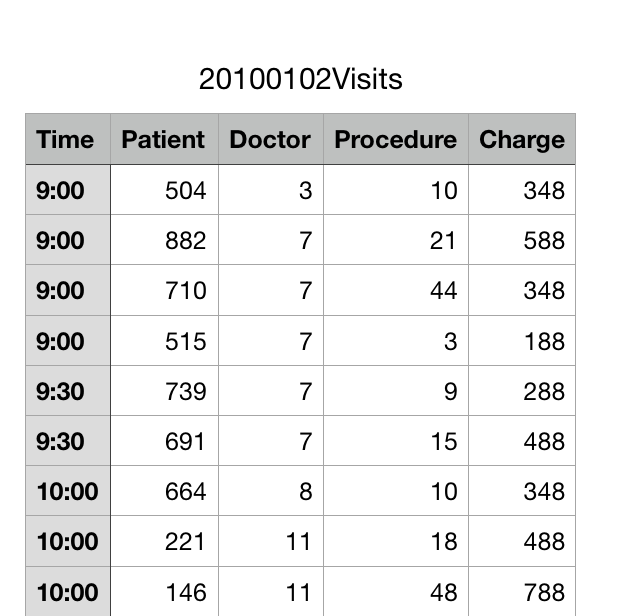 20100102Visits
Time Patient Doctor Procedure Charge
9:00 504 3 10 348
9:00 882 7 21 588
9:00 710 7 44 348
9:00 515 7 3 188
9:30 739 7 9 288
9:30 691 7 15 488
10:00 664 8 10 348
10:00 221 11 18 488
10:00 146 11 48 788